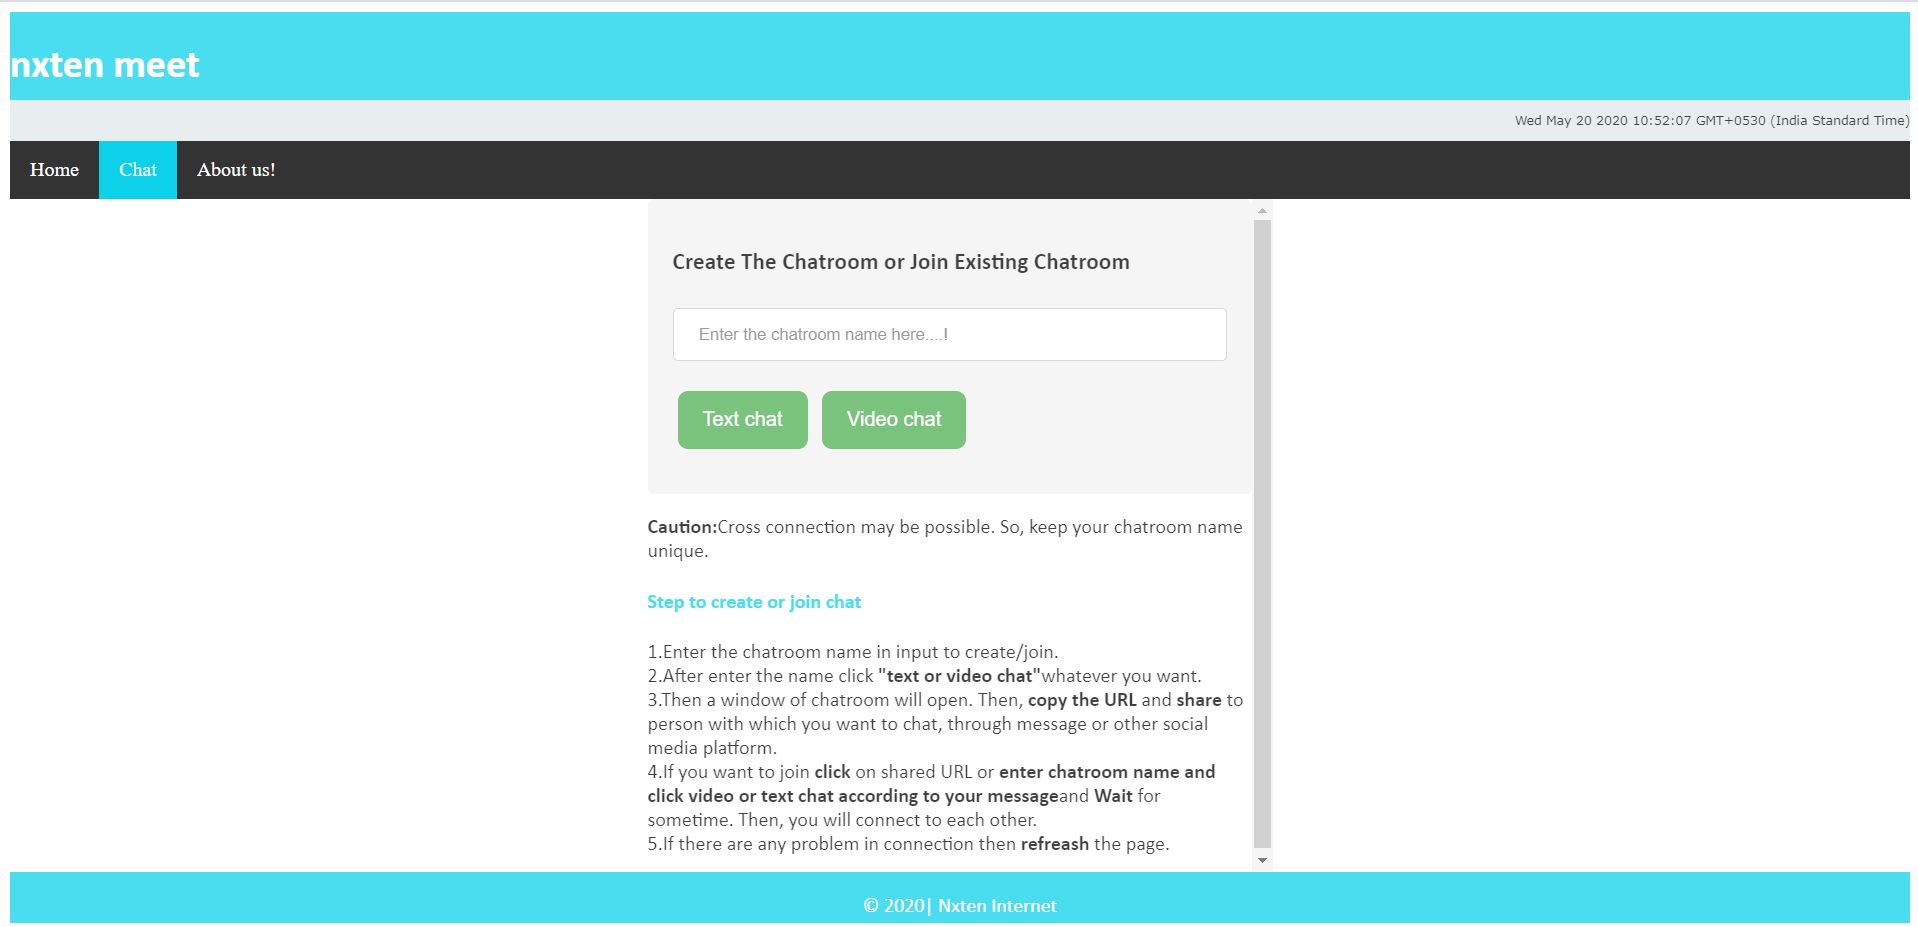 nxten meet
Wed May 20 2020 10:52:07 GMT+0530 (India Standard Time)
Home Chat About us!
Create The Chatroom or Join Existing Chatroom
Enter the chatroom name here....!
Text chat Video chat
Caution:Cross connection may be possible. So, keep your chatroom name
unique.
Step to create or join chat
1.Enter the chatroom name in input to create/join.
2.After enter the name click "text or video chat"whatever you want.
3.Then a window of chatroom will open. Then, copy the URL and share to
person with which you want to chat, through message or other social
media platform.
4.If you want to join click on shared URL or enter chatroom name and
click video or text chat according to your messageand Wait for
sometime. Then, you will connect to each other.
5.If there are any problem in connection then refreash the page.
© 2020| Nxten Internet